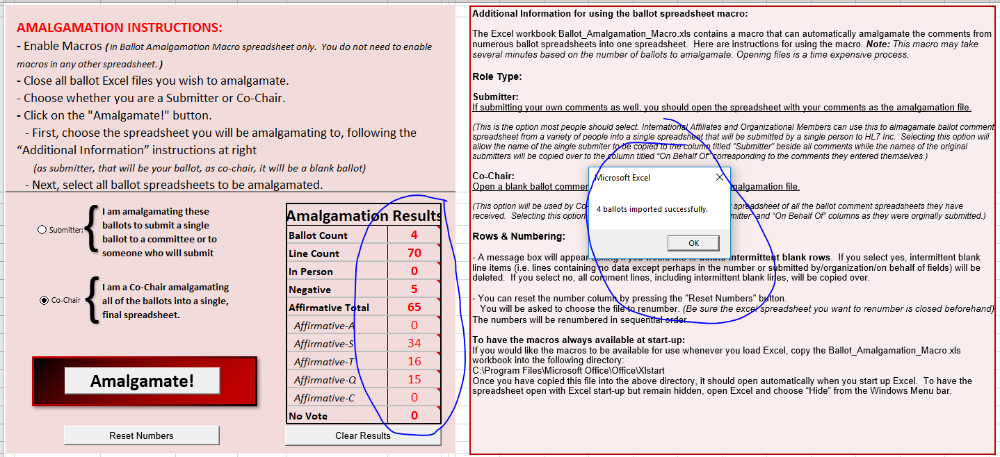 AMALGAMATION INSTRUCTIONS:
- Enable Macros ( in Ballot Amalgamation Macro spreadsheet only.  You do not need to enable
macros in any other spreadsheet. )
- Close all ballot Excel files you wish to amalgamate.
- Choose whether you are a Submitter or Co-Chair.
- Click on the "Amalgamate!" button.
- First, choose the spreadsheet you will be amalgamating to, following the
“Additional Information” instructions at right
(as submitter, that will be your ballot, as co-chair, it will be a blank ballot)
- Next, select all ballot spreadsheets to be amalgamated.
Submitter:
I am amalgamating these
ballots to submit a single
ballot to a committee or to
someone who will submit
Co-Chair
I am a Co-Chair amalgamating
all of the ballots into a single,
final spreadsheet.
Amalgamate!
Reset Numbers
Amalgamation Results
Ballot Count 4
Line Count 70
In Person 0
Negative 5
Affirmative Total 65
Affirmative-A 0
Affirmative-S 34
Affirmative-T 16
Affirmative-Q 15
Affirmative-C 0
No Vote 0
Clear Results
Additional Information for using the ballot spreadsheet macro:
The Excel workbook Ballot_Amalgamation_Macro.xls contains a macro that can automatically amalgamate the comments from
numerous ballot spreadsheets into one spreadsheet.  Here are instructions for using the macro. Note: This macro may take
several minutes based on the number of ballots to amalgamate. Opening files is a time expensive process.
Role Type:
Submitter:
If submitting your own comments as well, you should open the spreadsheet with your comments as the amalgamation file.
(This is the option most people should select. International Affiliates and Organizational Members can use this to almagamate ballot comment
spreadsheet from a variety of people into a single spreadsheet that will be submitted by a single person to HL7 Inc.  Selecting this option will
allow the name of the single submiter to be copied to the column titled “Submitter” beside all comments while the names of the original
submitters will be copied over to the column titled “On Behalf Of” corresponding to the comments they entered themselves.)
Co-Chair:
Open a blank ballot commen malgamation file.
(This option will be used by Co- spreadsheet of all the ballot comment spreadsheets they have
received.  Selecting this option mitter” and “On Behalf Of” columns as they were orginally submitted.)
Microsoft Excel
4 ballots imported successfully.
OK
Rows & Numbering:
- A message box will appear asking if you would like to delete intermittent blank rows.  If you select yes, intermittent blank
line items (i.e. lines containing no data except perhaps in the number or submitted by/organization/on behalf of fields) will be
deleted.  If you select no, all comment lines, including intermittent blank lines, will be copied over.
- You can reset the number column by pressing the "Reset Numbers" button.
You will be asked to choose the file to renumber. (Be sure the excel spreadsheet you want to renumber is closed beforehand)
The numbers will be renumbered in sequential order.
To have the macros always available at start-up:
If you would like the macros to be available for use whenever you load Excel, copy the Ballot_Amalgamation_Macro.xls
workbook into the following directory:
C:\Program Files\Microsoft Office\Office\Xlstart
Once you have copied this file into the above directory, it should open automatically when you start up Excel.  To have the
spreadsheet open with Excel start-up but remain hidden, open Excel and choose “Hide” from the Windows Menu bar.